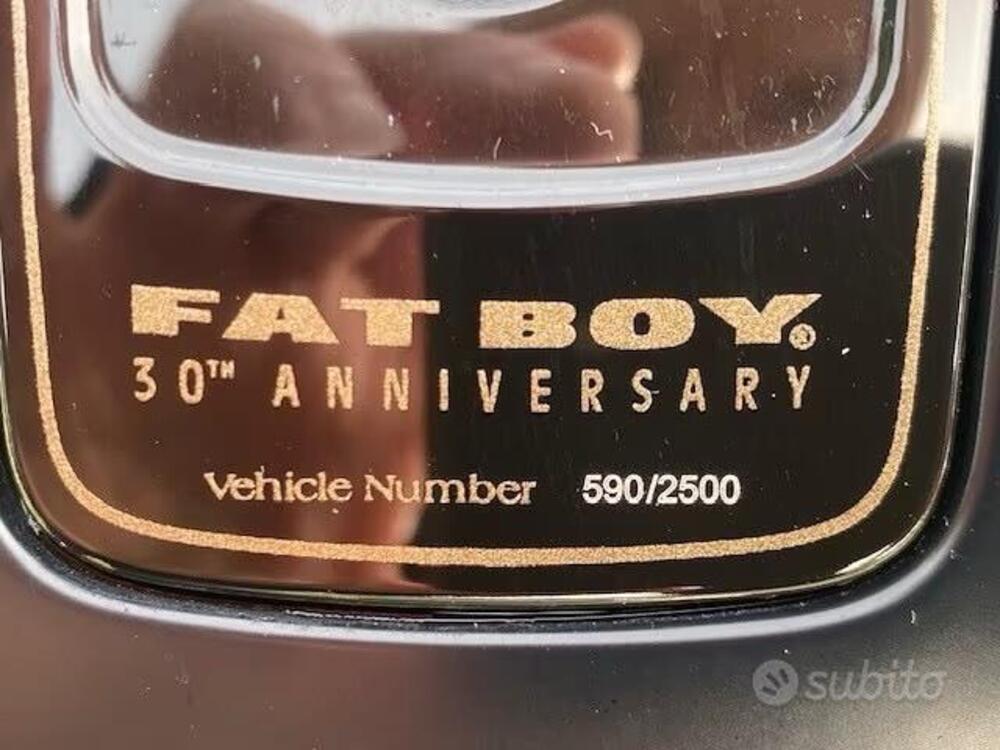 FAT BOY®
30TH ANNIVERSARY
Vehicle Number 590/2500
subito